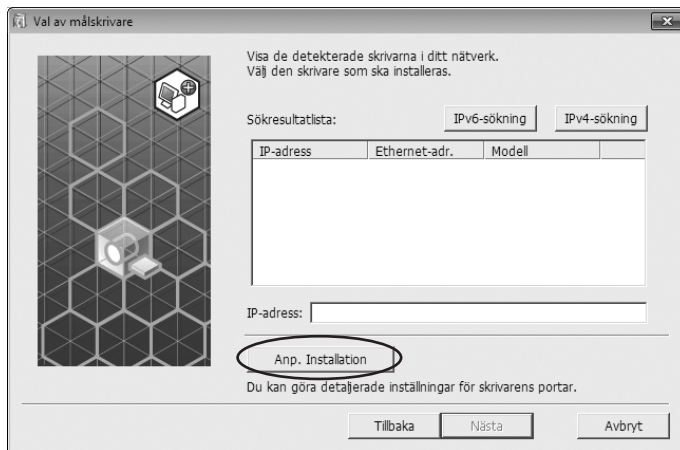 Val av målskrivare
Visa de detekterade skrivarna i ditt nätverk.
Välj den skrivare som ska installeras.
Sökresultatlista:
IPv6-sökning
IPv4-sökning
IP-adress Ethernet-adr. Modell
IP-adress:
Anp. Installation
Du kan göra detaljerade inställningar för skrivarens portar.
Tillbaka
Nästa
Avbryt